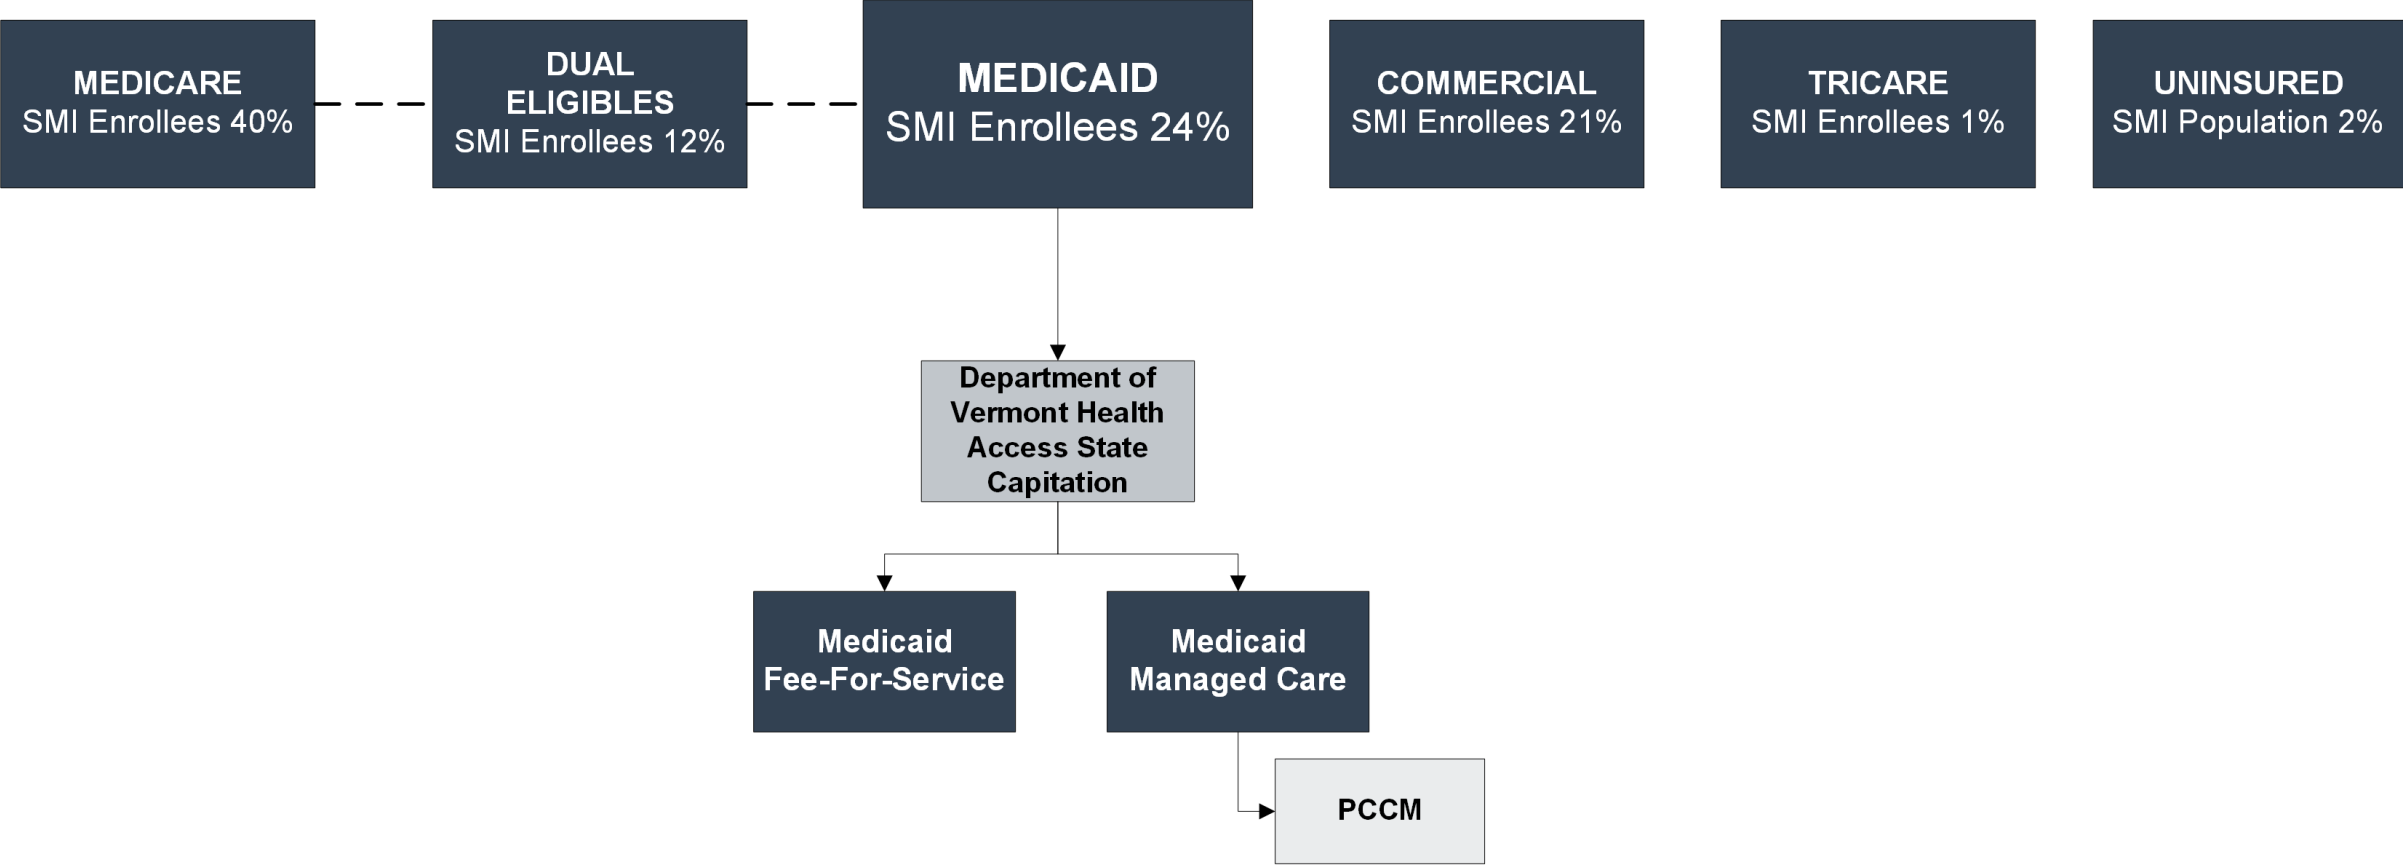 MEDICARE
SMI Enrollees 40%
DUAL
ELIGIBLES
SMI Enrollees 12%
MEDICAID
SMI Enrollees 24%
COMMERCIAL
SMI Enrollees 21%
TRICARE
SMI Enrollees 1%
UNINSURED
SMI Population 2%
Department of
Vermont Health
Access State
Capitation
Medicaid
Fee-For-Service
Medicaid
Managed Care
PCCM